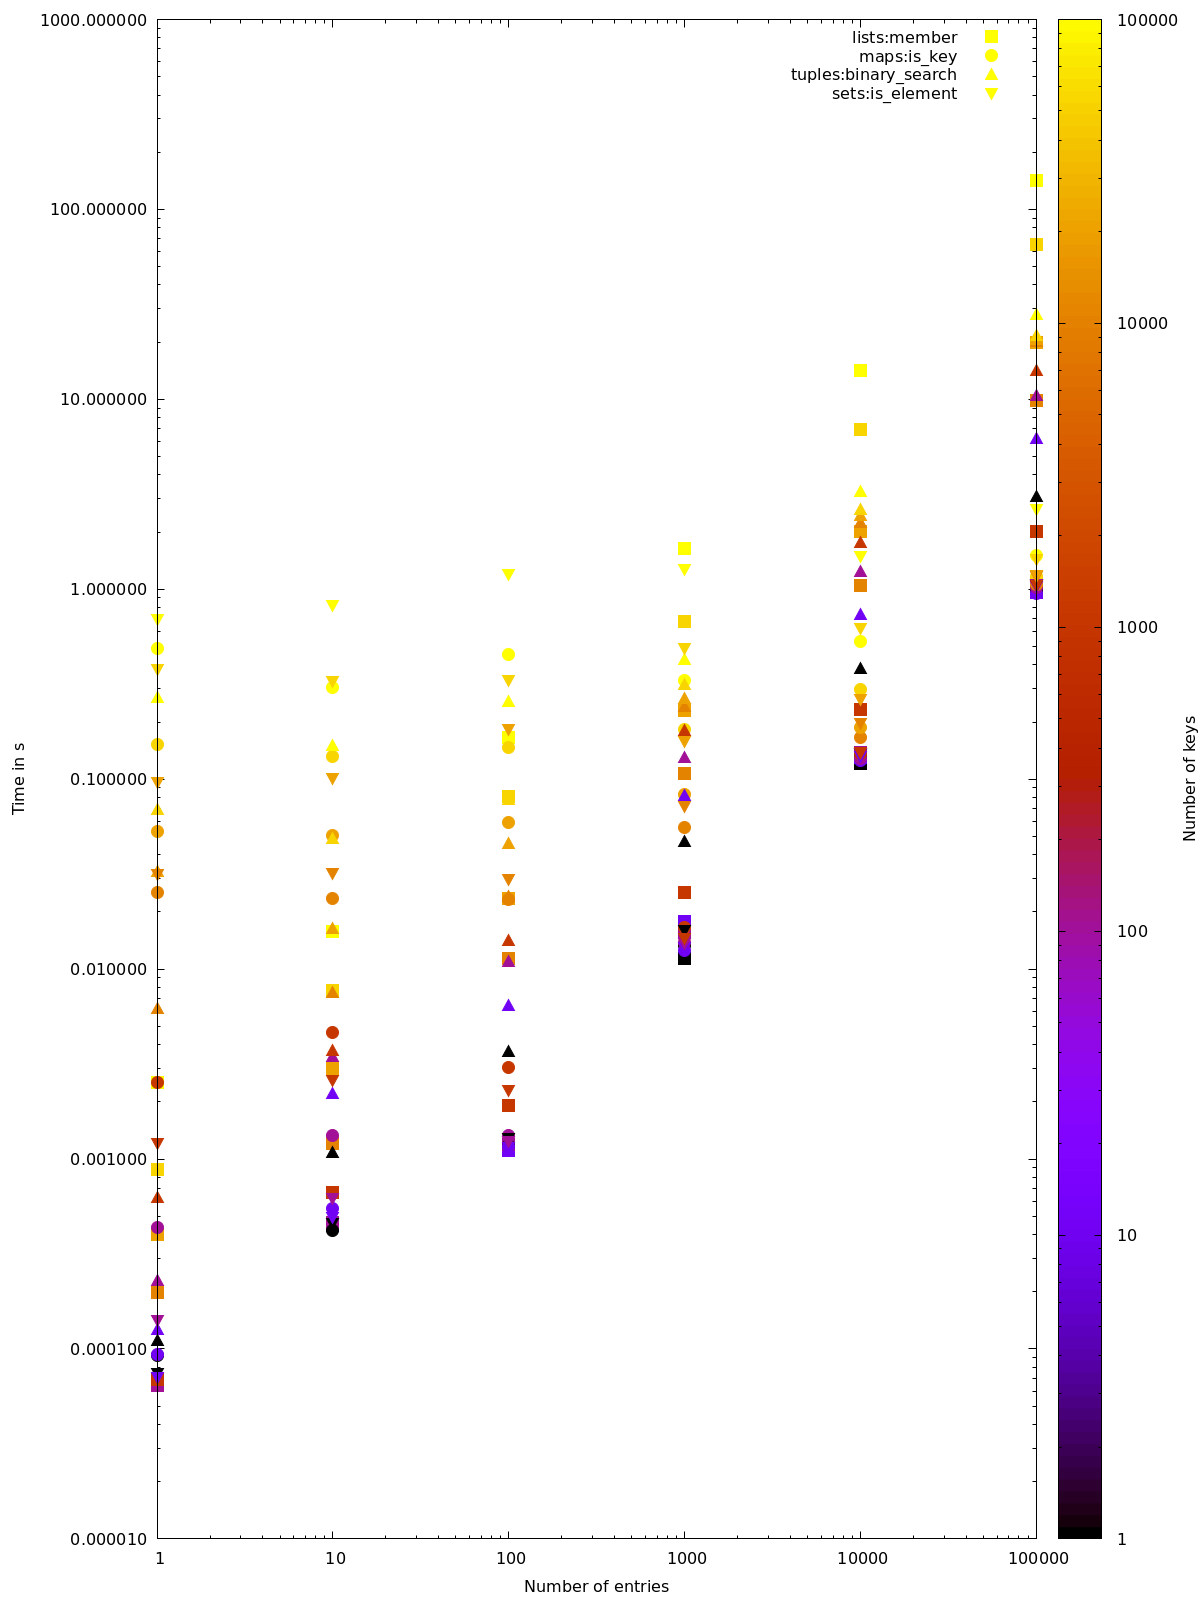 1000.000000
100.000000
10.000000
1.000000
0.100000
0.010000
0.001000
0.000100
0.000010
Time in s
1 10 100 1000 10000 100000
Number of entries
lists:member
maps:is_key
tuples:binary_search
sets:is_element
100000
10000
1000
100
10
1
Number of keys